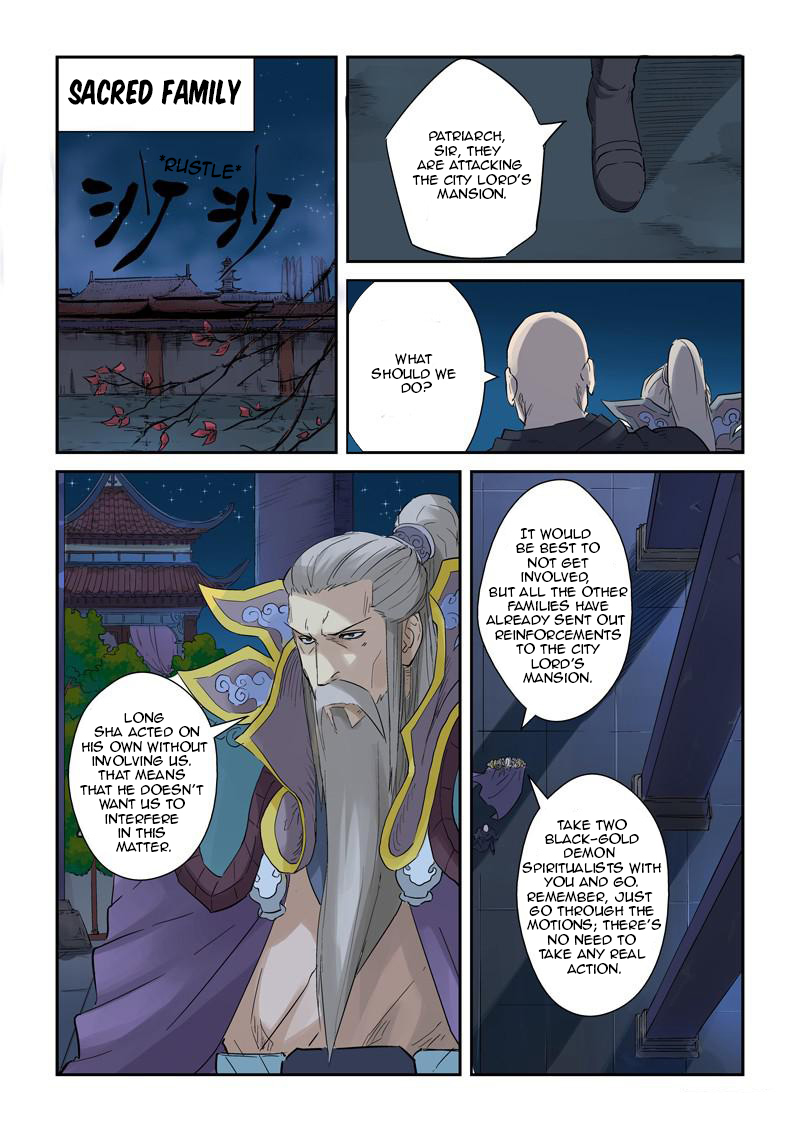 SACRED FAMILY
*RUSTLE*
沙沙
PATRIARCH,
SIR, THEY
ARE ATTACKING
THE CITY LORD'S
MANSION.
WHAT
SHOULD WE
DO?
LONG
SHA ACTED ON
HIS OWN WITHOUT
INVOLVING US.
THAT MEANS
THAT HE DOESN'T
WANT US TO
INTERFERE
IN THIS
MATTER.
IT WOULD
BE BEST TO
NOT GET
INVOLVED,
BUT ALL THE OTHER
FAMILIES HAVE
ALREADY SENT OUT
REINFORCEMENTS
TO THE CITY
LORD'S
MANSION.
TAKE TWO
BLACK-GOLD
DEMON
SPIRITUALISTS WITH
YOU AND GO.
REMEMBER, JUST
GO THROUGH THE
MOTIONS; THERE'S
NO NEED TO
TAKE ANY REAL
ACTION.